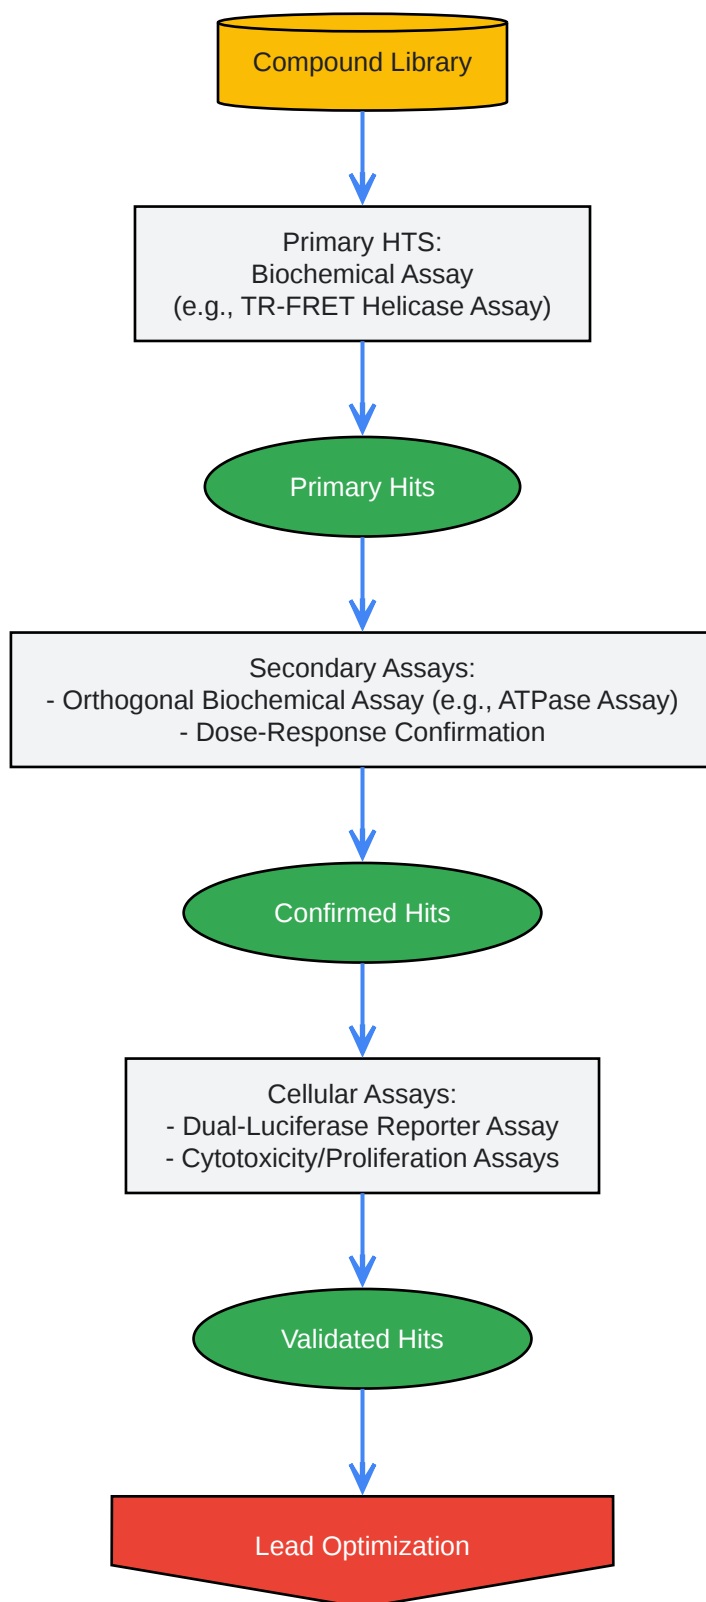 Compound Library
Primary HTS:
Biochemical Assay
(e.g., TR-FRET Helicase Assay)
Primary Hits
Secondary Assays:
- Orthogonal Biochemical Assay (e.g., ATPase Assay)
- Dose-Response Confirmation
Confirmed Hits
Cellular Assays:
- Dual-Luciferase Reporter Assay
- Cytotoxicity/Proliferation Assays
Validated Hits
Lead Optimization